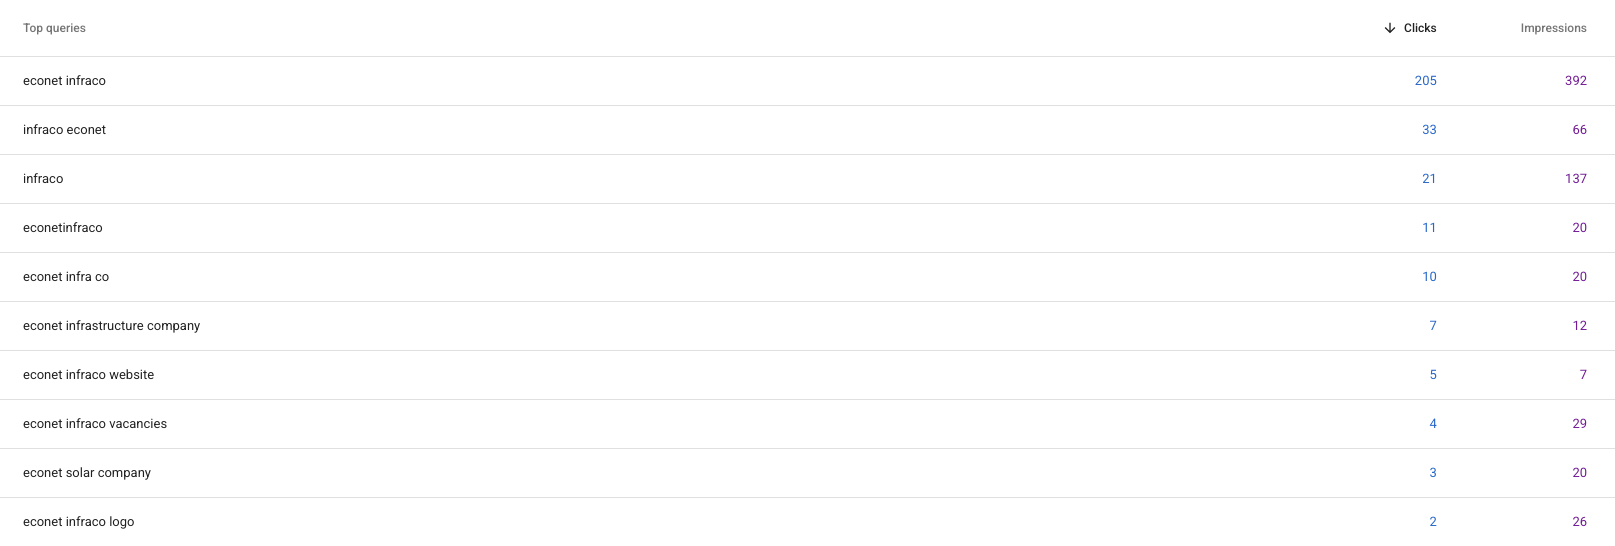 Top queries ↓ Clicks Impressions
econet infraco 205 392
infraco econet 33 66
infraco 21 137
econetinfraco 11 20
econet infra co 10 20
econet infrastructure company 7 12
econet infraco website 5 7
econet infraco vacancies 4 29
econet solar company 3 20
econet infraco logo 2 26